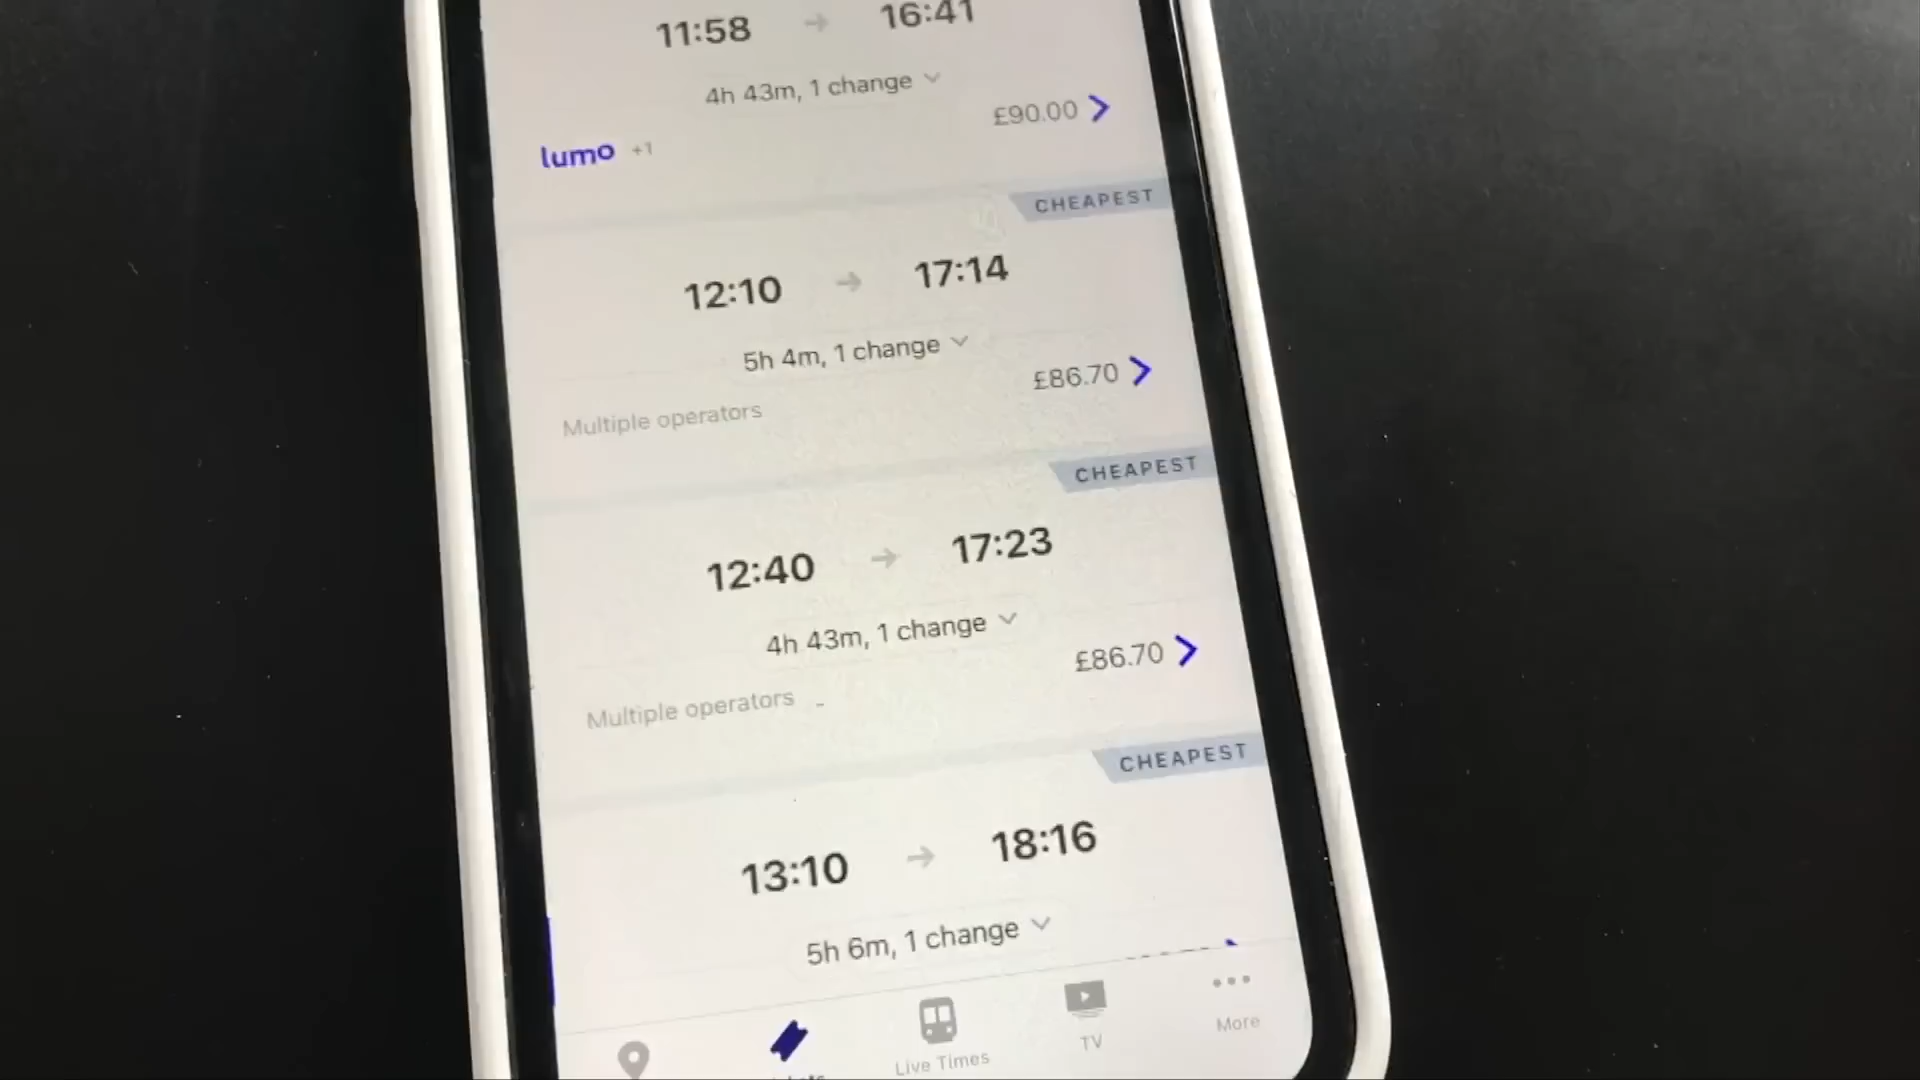 11:58 → 16:41
4h 43m, 1 change
£90.00
lumo +1
CHEAPEST
12:10 → 17:14
5h 4m, 1 change
£86.70
Multiple operators
CHEAPEST
12:40 → 17:23
4h 43m, 1 change
£86.70
Multiple operators
CHEAPEST
13:10 → 18:16
5h 6m, 1 change
Live Times
TV
More